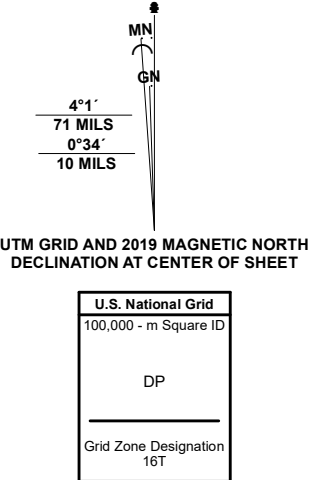 MN
GN
4°1´
71 MILS
0°34´
10 MILS
UTM GRID AND 2019 MAGNETIC NORTH
DECLINATION AT CENTER OF SHEET
U.S. National Grid
100,000 - m Square ID
DP
Grid Zone Designation
16T